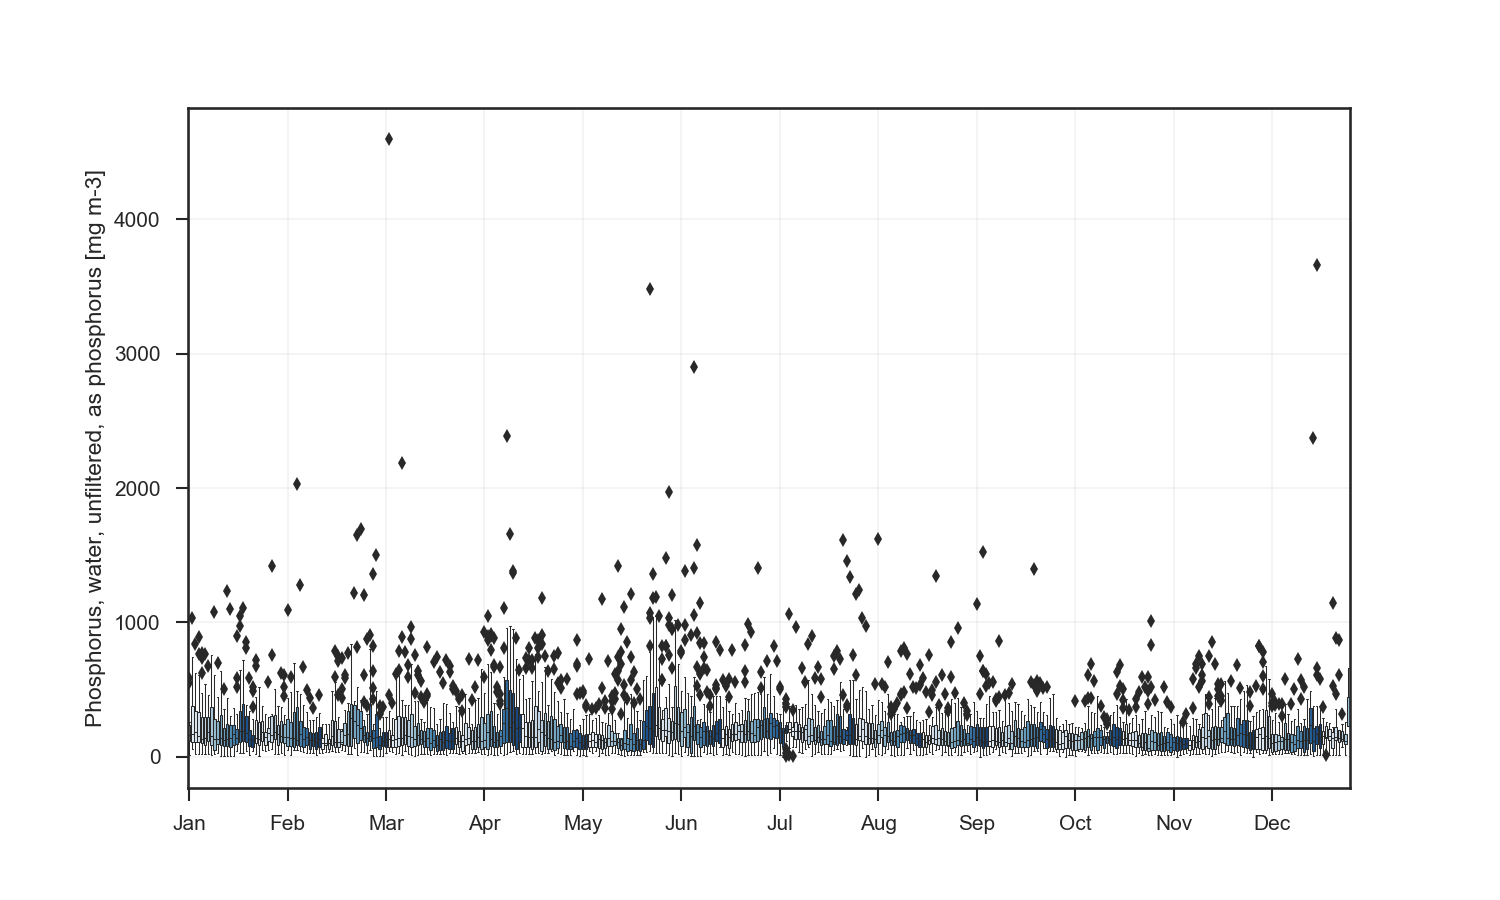 Phosphorus, water, unfiltered, as phosphorus [mg m-3]
4000
3000
2000
1000
0
Jan Feb Mar Apr May Jun Jul Aug Sep Oct Nov Dec